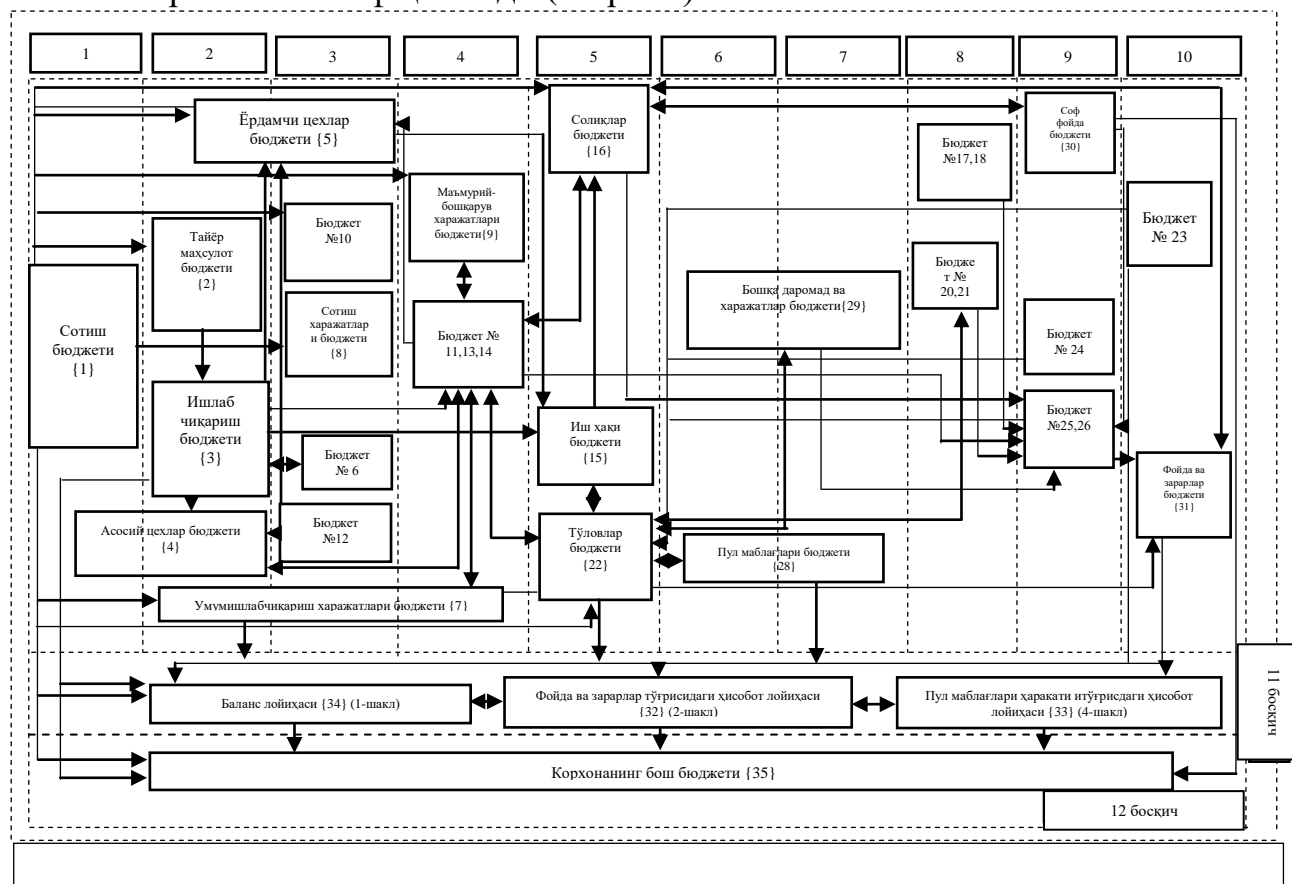 1 2 3 4 5 6 7 8 9 10
Ёрдамчи цехлар
бюджети {5}
Солиқлар
бюджети
{16}
Соф
фойда
бюджети
{30}
Бюджет
№17,18
Маъмурий-
бошқарув
харажатлари
бюджети{9}
Бюджет
№10
Тайёр
маҳсулот
бюджети
{2}
Бюджет
№ 23
Бюдже
т №
20,21
Бошқа даромад ва
харажатлар бюджети{29}
Сотиш
бюджети
{1}
Сотиш
харажатлар
и бюджети
{8}
Бюджет №
11,13,14
Бюджет
№ 24
Ишлаб
чиқариш
бюджети
{3}
Иш ҳақи
бюджети
{15}
Бюджет
№25,26
Бюджет
№ 6
Фойда ва
зарарлар
бюджети
{31}
Асосий цехлар бюджети
{4}
Бюджет
№12
Тўловлар
бюджети
{22}
Пул маблағлари бюджети
{28}
Умумишлабчиқариш харажатлари бюджети {7}
11 босқич
Баланс лойиҳаси {34} (1-шакл)
Фойда ва зарарлар тўғрисидаги ҳисобот лойиҳаси
{32} (2-шакл)
Пул маблағлари ҳаракати итўғрисдаги ҳисобот
лойиҳаси {33} (4-шакл)
Корхонанинг бош бюджети {35}
12 босқич